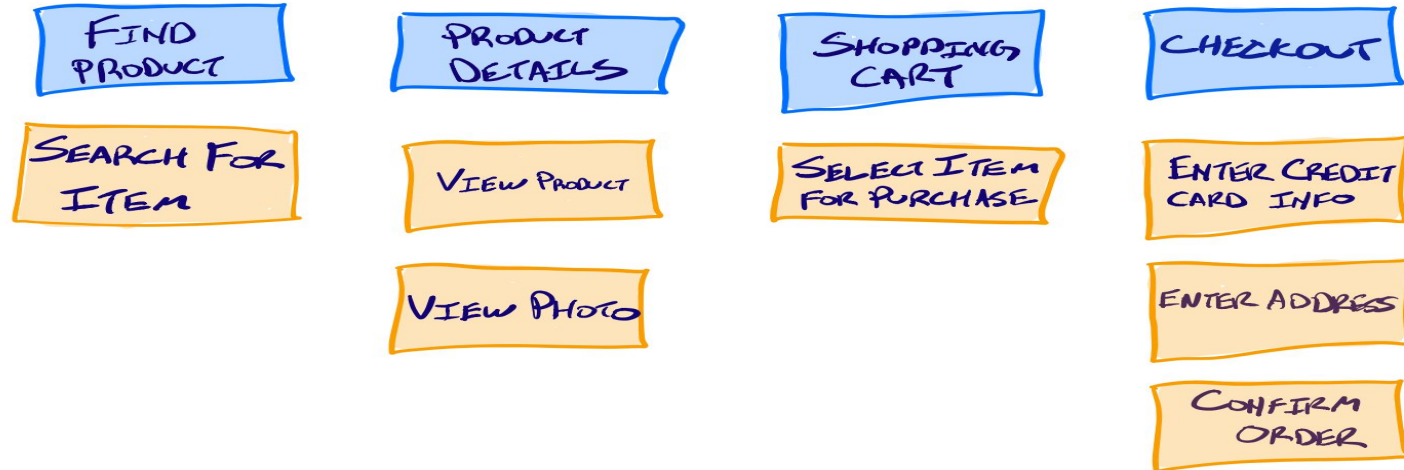 FIND
PRODUCT
PRODUCT
DETAILS
SHOPPING
CART
CHECKOUT
SEARCH FOR
ITEM
VIEW PRODUCT
SELECT ITEM
FOR PURCHASE
ENTER CREDIT
CARD INFO
VIEW PHOTO
ENTER ADDRESS
CONFIRM
ORDER